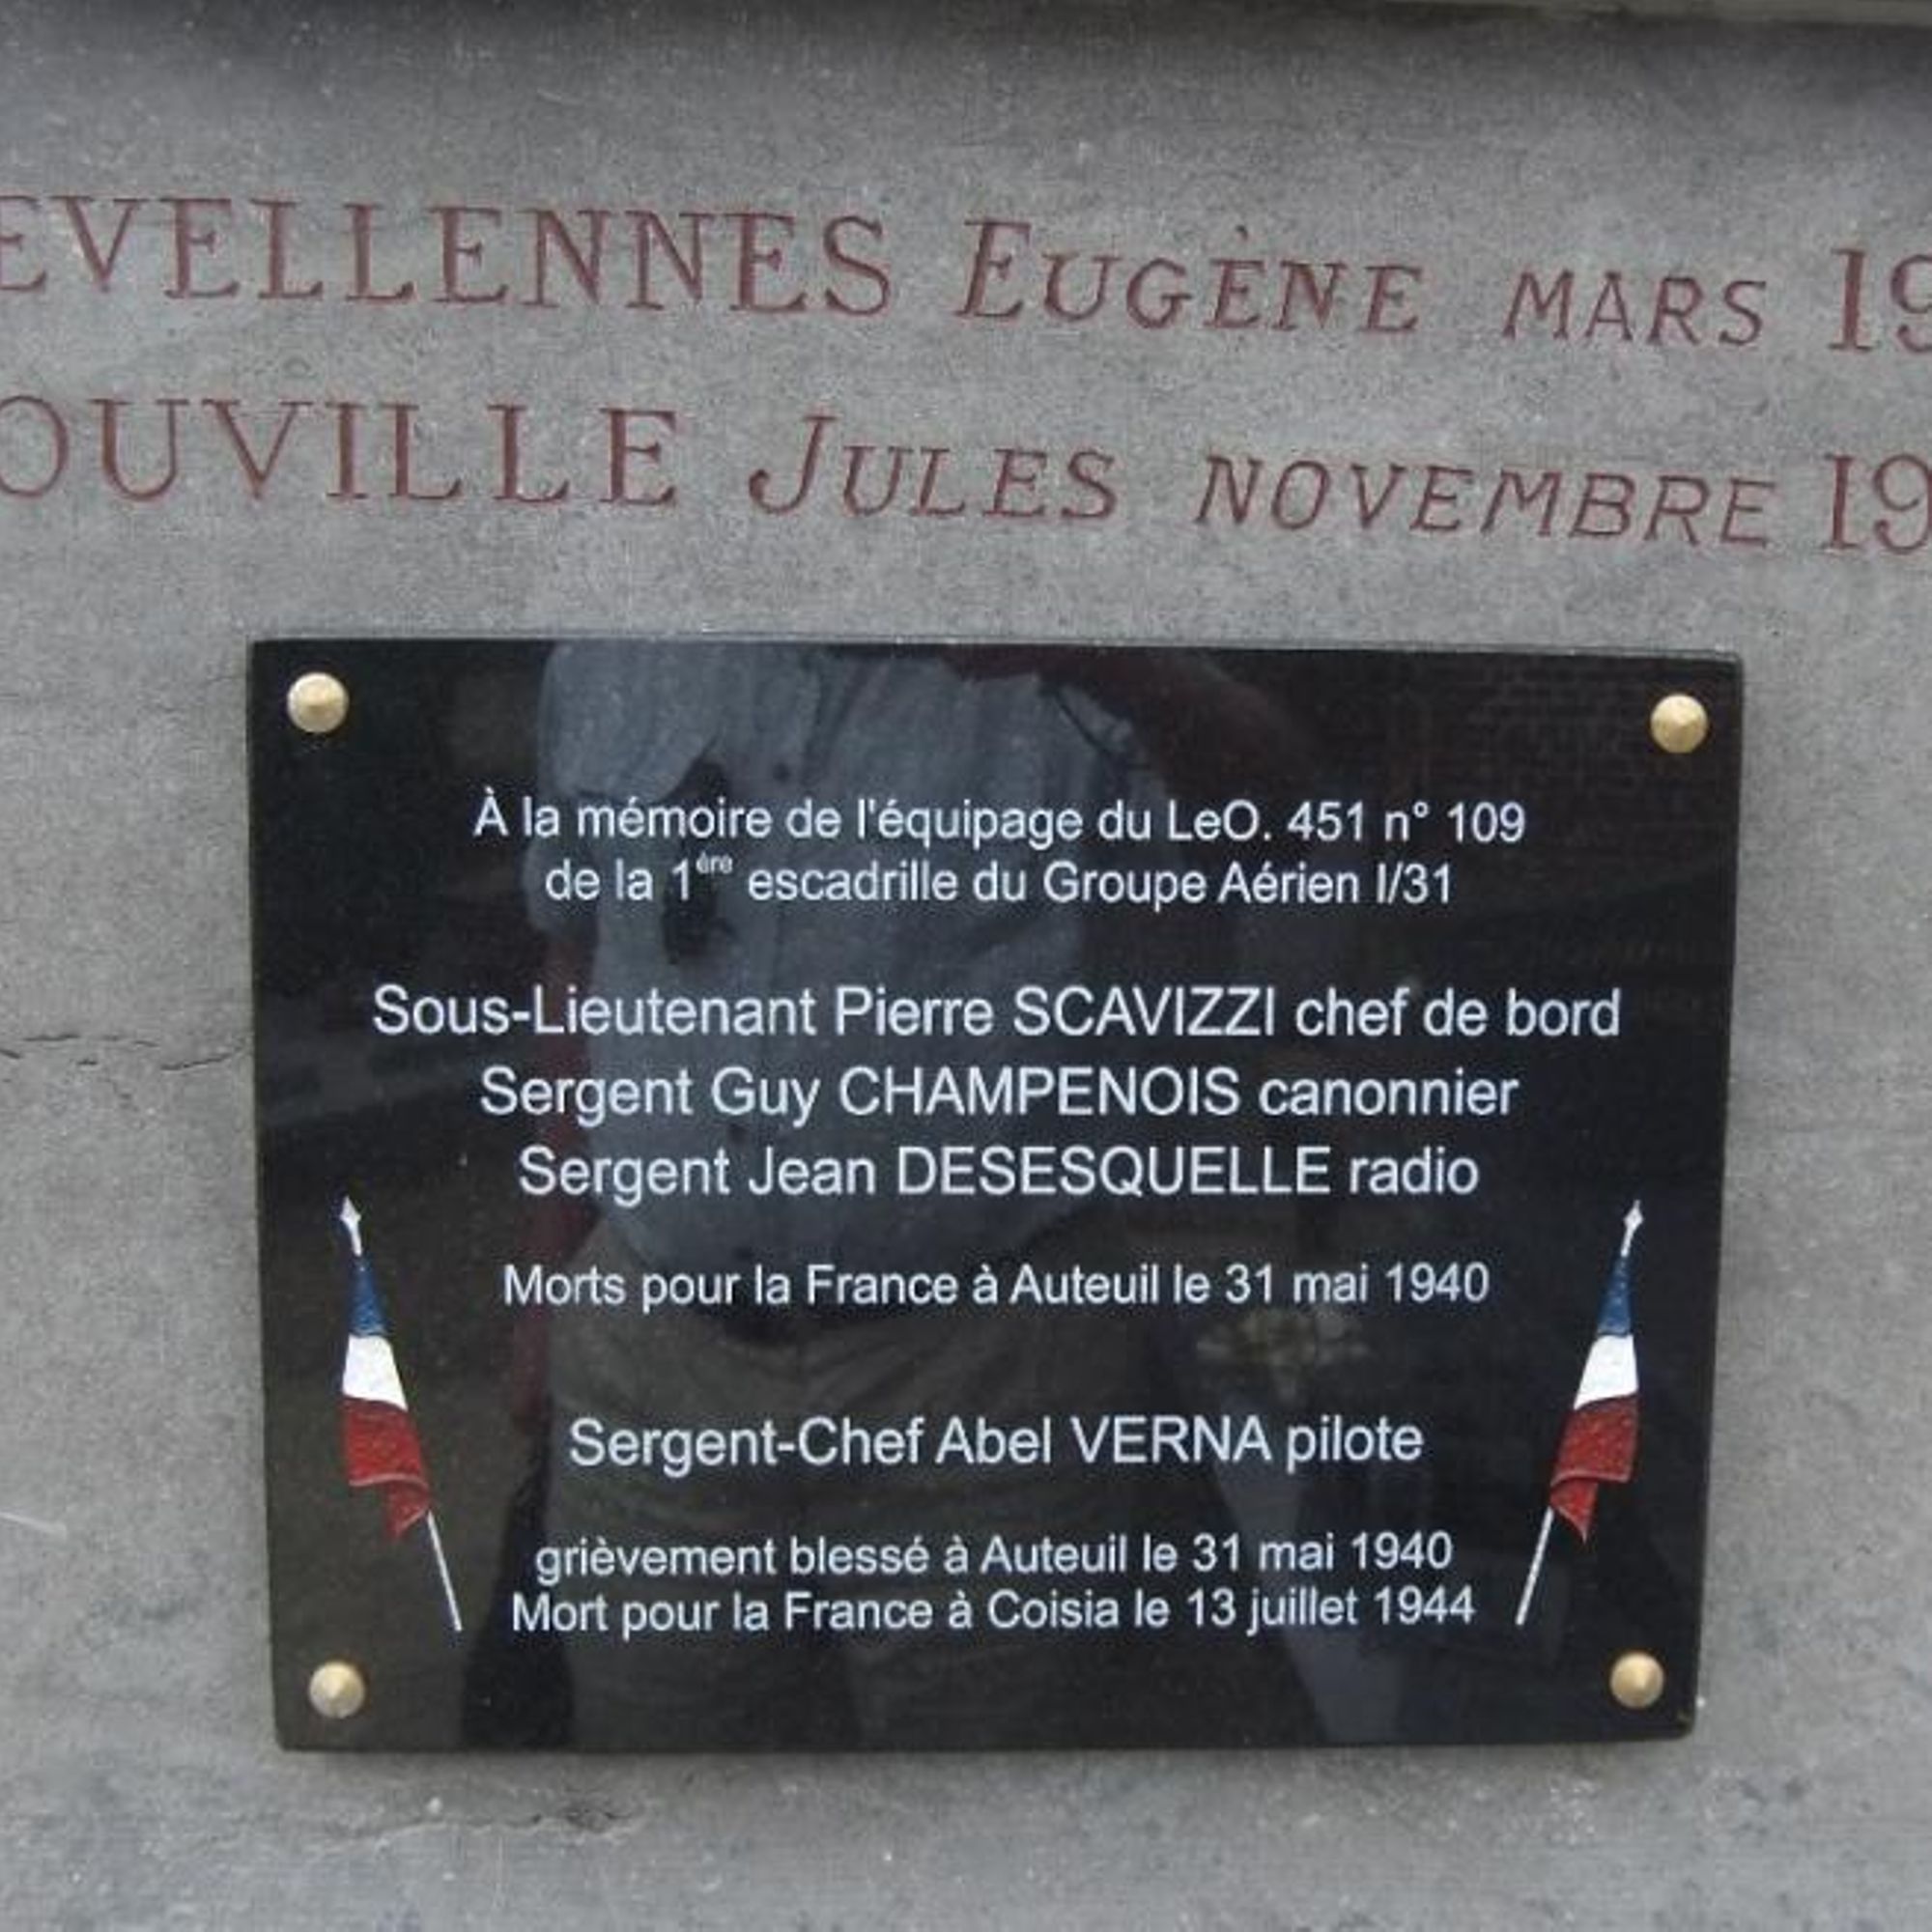 EVELLENNES EUGÈNE MARS 19
OUVILLE JULES NOVEMBRE 19
À la mémoire de l'équipage du LeO. 451 n° 109
de la 1ère escadrille du Groupe Aérien I/31
Sous-Lieutenant Pierre SCAVIZZI chef de bord
Sergent Guy CHAMPENOIS canonnier
Sergent Jean DESESQUELLE radio
Morts pour la France à Auteuil le 31 mai 1940
Sergent-Chef Abel VERNA pilote
grièvement blessé à Auteuil le 31 mai 1940
Mort pour la France à Coisia le 13 juillet 1944